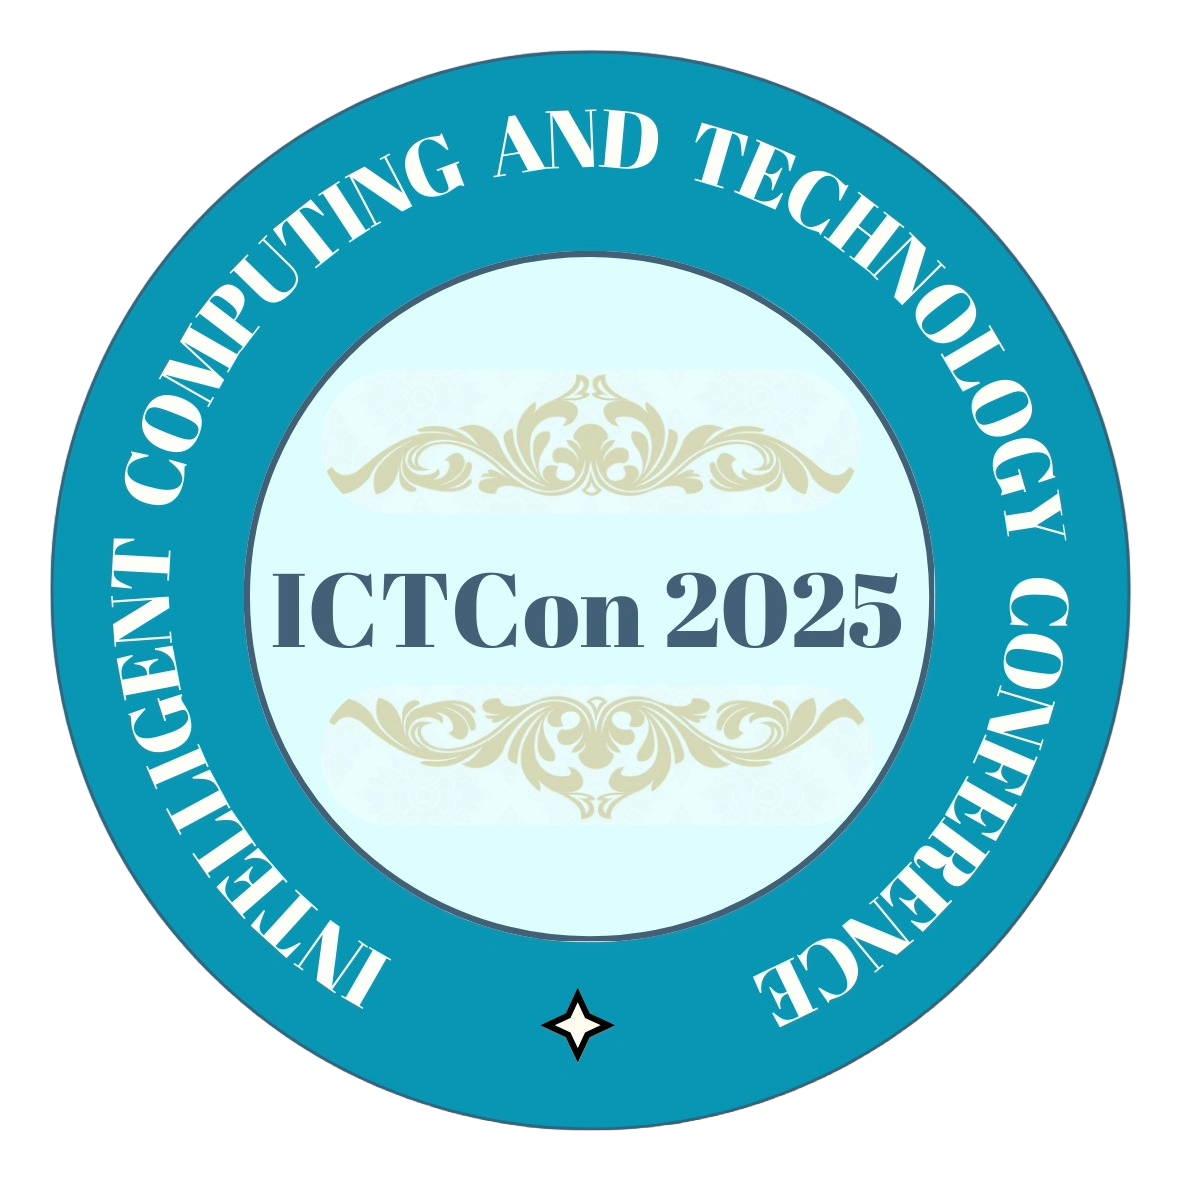 INTELLIGENT COMPUTING AND TECHNOLOGY CONFERENCE
ICTCon 2025